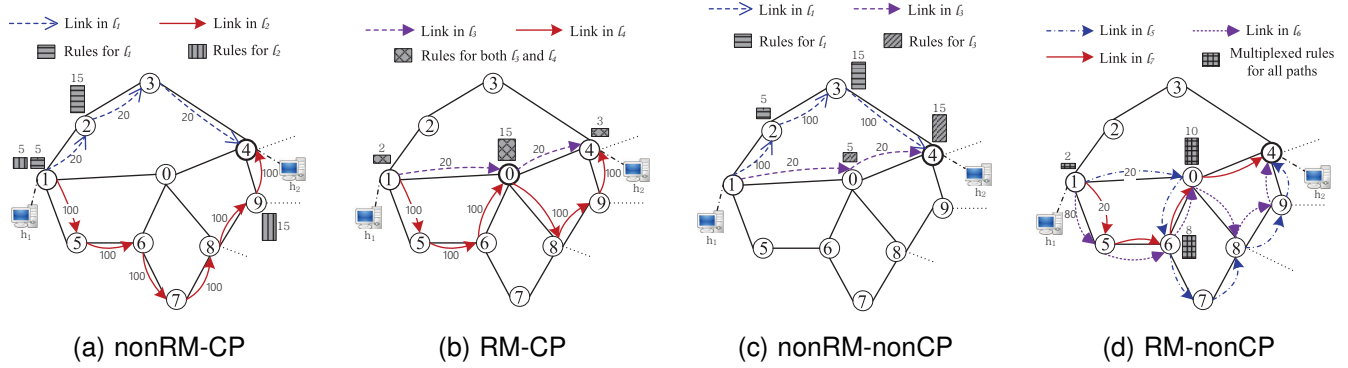 Link in ℓ₁
Link in ℓ₂
Rules for ℓ₁
Rules for ℓ₂
15
3
20
20
2
5
5
20
1
0
4
100
h₂
100
h₁
5
100
6
100
8
100
9
15
100
7
(a) nonRM-CP
Link in ℓ₃
Link in ℓ₄
Rules for both ℓ₃ and ℓ₄
3
2
15
3
2
20
20
1
0
4
100
h₂
100
100
9
h₁
5
100
6
8
100
7
(b) RM-CP
Link in ℓ₁
Link in ℓ₃
Rules for ℓ₁
Rules for ℓ₃
15
3
5
15
2
100
100
100
5
20
20
4
1
0
h₂
9
h₁
5
6
8
7
(c) nonRM-nonCP
Link in ℓ₅
Link in ℓ₆
Link in ℓ₇
Multiplexed rules
for all paths
3
2
10
2
4
1
20
0
h₂
80
20
9
h₁
5
6
8
8
7
(d) RM-nonCP